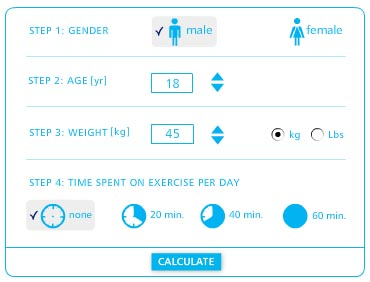 STEP 1: GENDER male female
STEP 2: AGE (yr) 18
STEP 3: WEIGHT (kg) 45 kg Lbs
STEP 4: TIME SPENT ON EXERCISE PER DAY
none 20 min. 40 min. 60 min.
CALCULATE